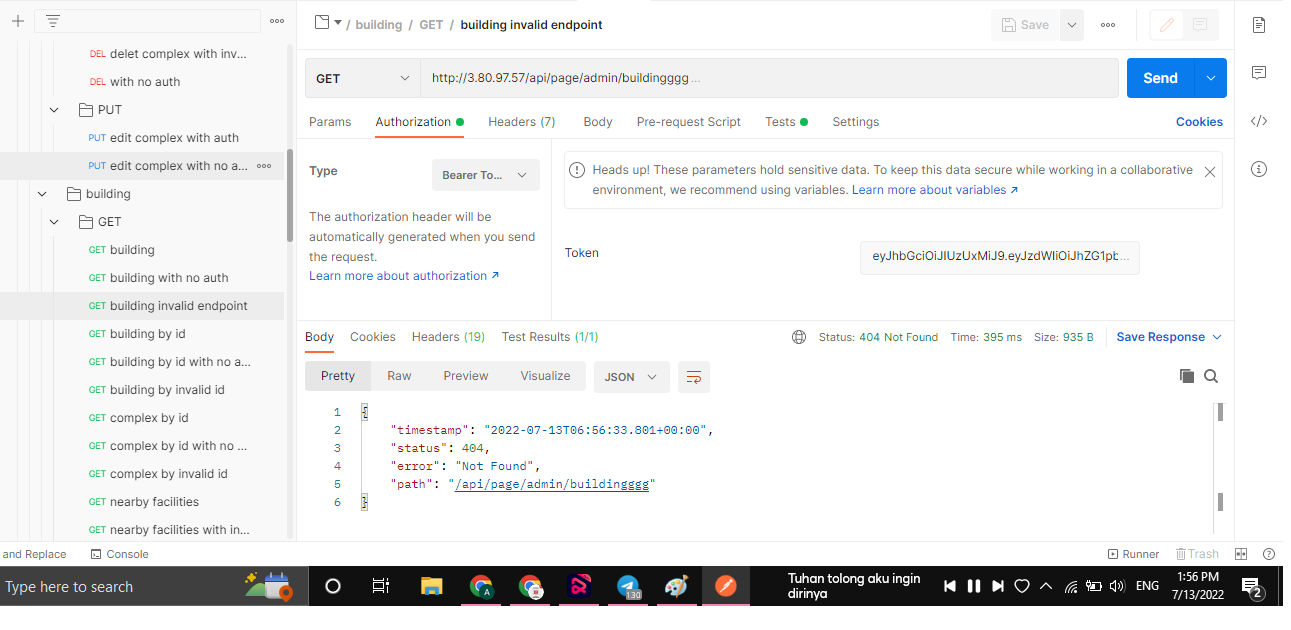 DEL delet complex with inv...
DEL with no auth
PUT
PUT edit complex with auth
PUT edit complex with no a...
building
GET
GET building
GET building with no auth
GET building invalid endpoint
GET building by id
GET building by id with no a...
GET building by invalid id
GET complex by id
GET complex by id with no ...
GET complex by invalid id
GET nearby facilities
GET nearby facilities with in...
/ building / GET / building invalid endpoint
Save
GET
http://3.80.97.57/api/page/admin/buildingggg...
Send
Params Authorization Headers (7) Body Pre-request Script Tests Settings Cookies
Type
Bearer To...
The authorization header will be
automatically generated when you send
the request.
Learn more about authorization ↗
Heads up! These parameters hold sensitive data. To keep this data secure while working in a collaborative
environment, we recommend using variables. Learn more about variables ↗
Token
eyJhbGciOiJIUzUxMiJ9.eyJzdWIiOiJhZG1pb...
Body Cookies Headers (19) Test Results (1/1) Status: 404 Not Found Time: 395 ms Size: 935 B Save Response
Pretty Raw Preview Visualize JSON
1 {
2 "timestamp": "2022-07-13T06:56:33.801+00:00",
3 "status": 404,
4 "error": "Not Found",
5 "path": "/api/page/admin/buildingggg"
6 }
and Replace Console Runner Trash
Type here to search
A
130
Tuhan tolong aku ingin
dirinya
ENG
1:56 PM
7/13/2022
2